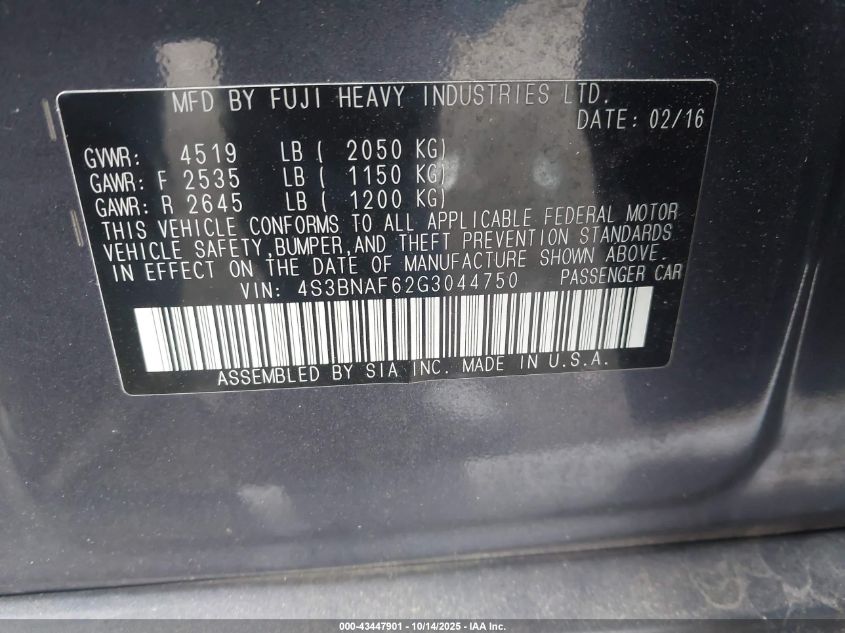 MFD BY FUJI HEAVY INDUSTRIES LTD.
DATE: 02/16
GVWR: 4519 LB ( 2050 KG)
GAWR: F 2535 LB ( 1150 KG)
GAWR: R 2645 LB ( 1200 KG)
THIS VEHICLE CONFORMS TO ALL APPLICABLE FEDERAL MOTOR
VEHICLE SAFETY,BUMPER,AND THEFT PREVENTION STANDARDS
IN EFFECT ON THE DATE OF MANUFACTURE SHOWN ABOVE.
VIN: 4S3BNAF62G3044750 PASSENGER CAR
ASSEMBLED BY SIA INC. MADE IN U.S.A.
000-43447901 | 10/14/2025 - IAA Inc.